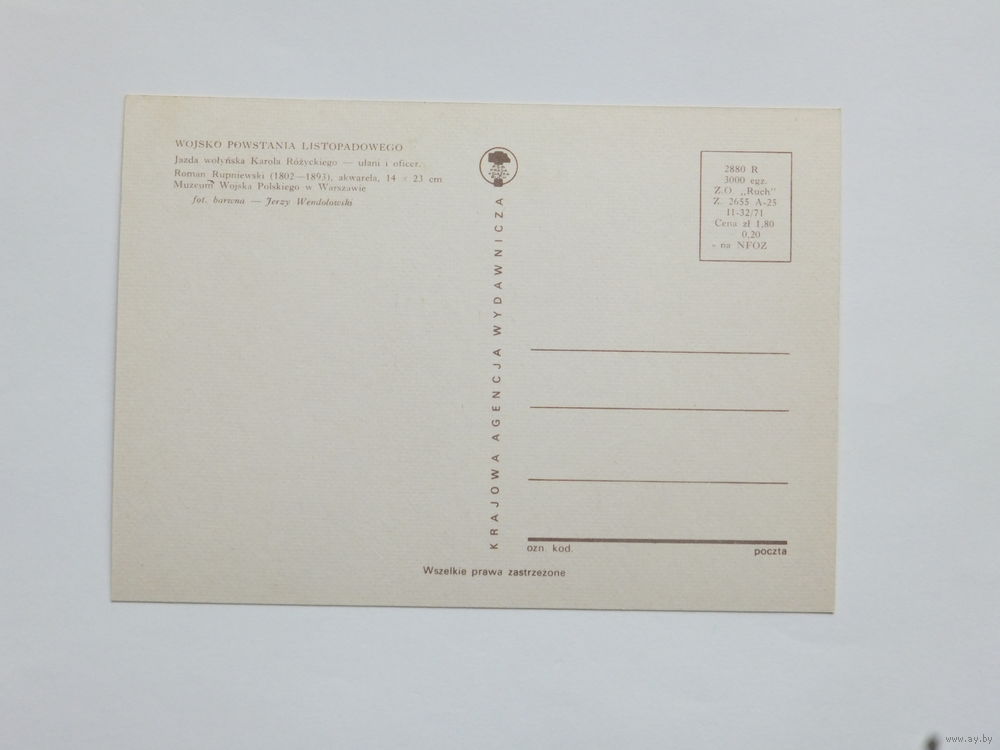 WOJSKO POWSTANIA LISTOPADOWEGO
Jazda wołyńska Karola Różyckiego — ułani i oficer.
Roman Rupniewski (1802—1893), akwarela, 14 × 23 cm
Muzeum Wojska Polskiego w Warszawie
fot. barwna — Jerzy Wendołowski
KRAJOWA AGENCJA WYDAWNICZA
2880 R
3000 egz.
Z.O. „Ruch"
Z. 2655 A-25
II-32/71
Cena zł 1,80
0,20
- na NFOZ
ozn. kod.
poczta
Wszelkie prawa zastrzeżone
www.ay.by